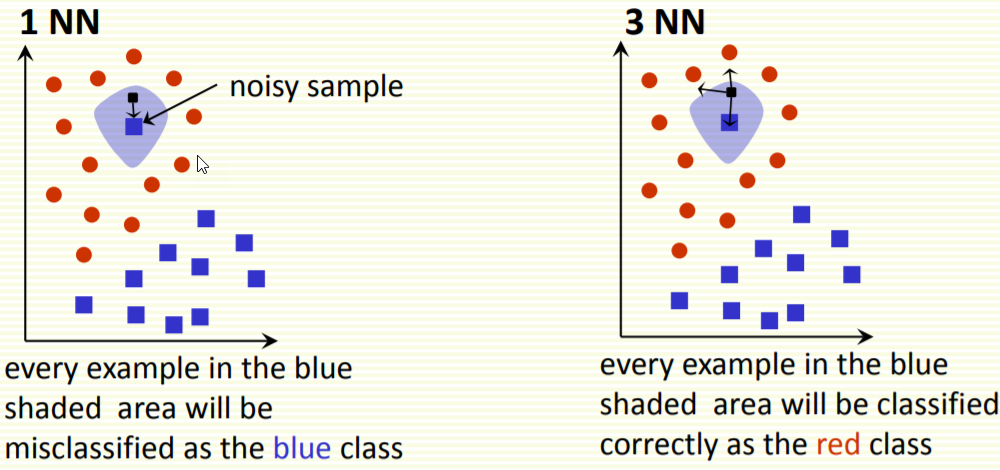 1 NN
noisy sample
every example in the blue
shaded area will be
misclassified as the blue class
3 NN
every example in the blue
shaded area will be classified
correctly as the red class